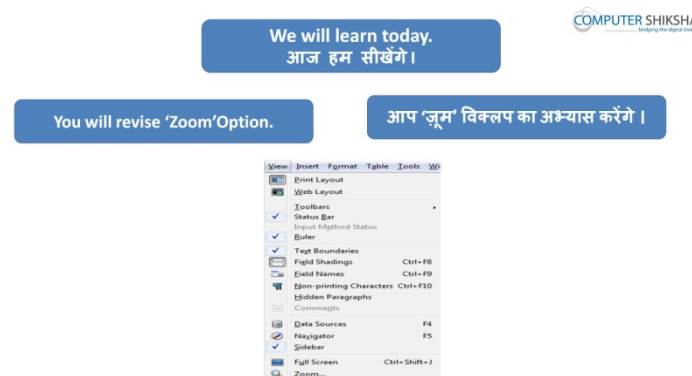 We will learn today.
आज हम सीखेंगे।
COMPUTER SHIKSHA
bridging the digital
You will revise ‘Zoom’Option.
आप ‘ज़ूम’ विक्लप का अभ्यास करेंगे ।
View Insert Format Table Tools
Print Layout
Web Layout
Toolbars
Status Bar
Input Method Status
Ruler
Text Boundaries
Field Shadings Ctrl+F8
Field Names Ctrl+F9
Non-printing Characters Ctrl+F10
Hidden Paragraphs
Comments
Data Sources F4
Navigator F5
Sidebar
Full Screen Ctrl+Shift+J
Zoom...